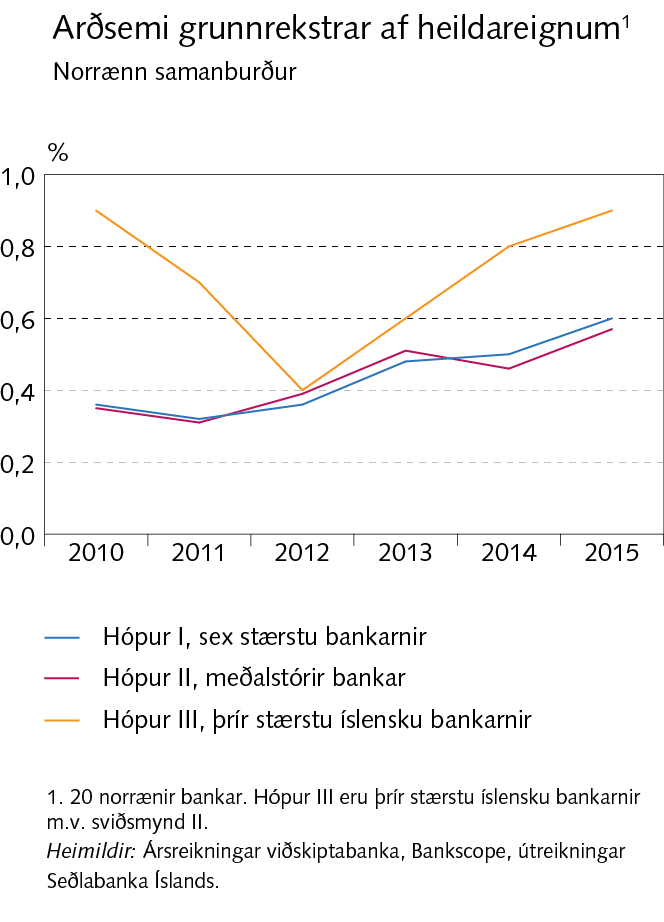 Arðsemi grunnrekstrar af heildareignum¹
Norrænn samanburður
%
1,0
0,8
0,6
0,4
0,2
0,0
2010 2011 2012 2013 2014 2015
Hópur I, sex stærstu bankarnir
Hópur II, meðalstórir bankar
Hópur III, þrír stærstu íslensku bankarnir
1. 20 norrænir bankar. Hópur III eru þrír stærstu íslensku bankarnir
m.v. sviðsmynd II.
Heimildir: Ársreikningar viðskiptabanka, Bankscope, útreikningar
Seðlabanka Íslands.